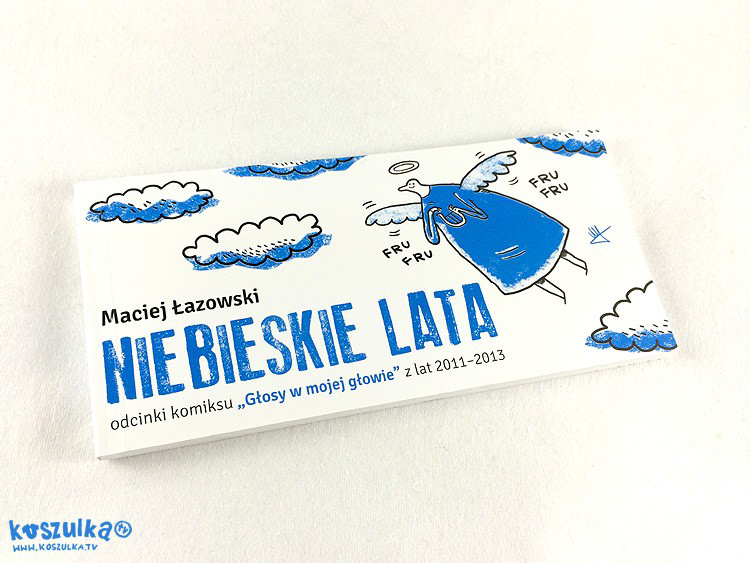 FRU
FRU
FRU
FRU
Maciej Łazowski
NIEBIESKIE LATA
odcinki komiksu „Głosy w mojej głowie” z lat 2011-2013
koszulka tv
WWW.KOSZULKA.TV